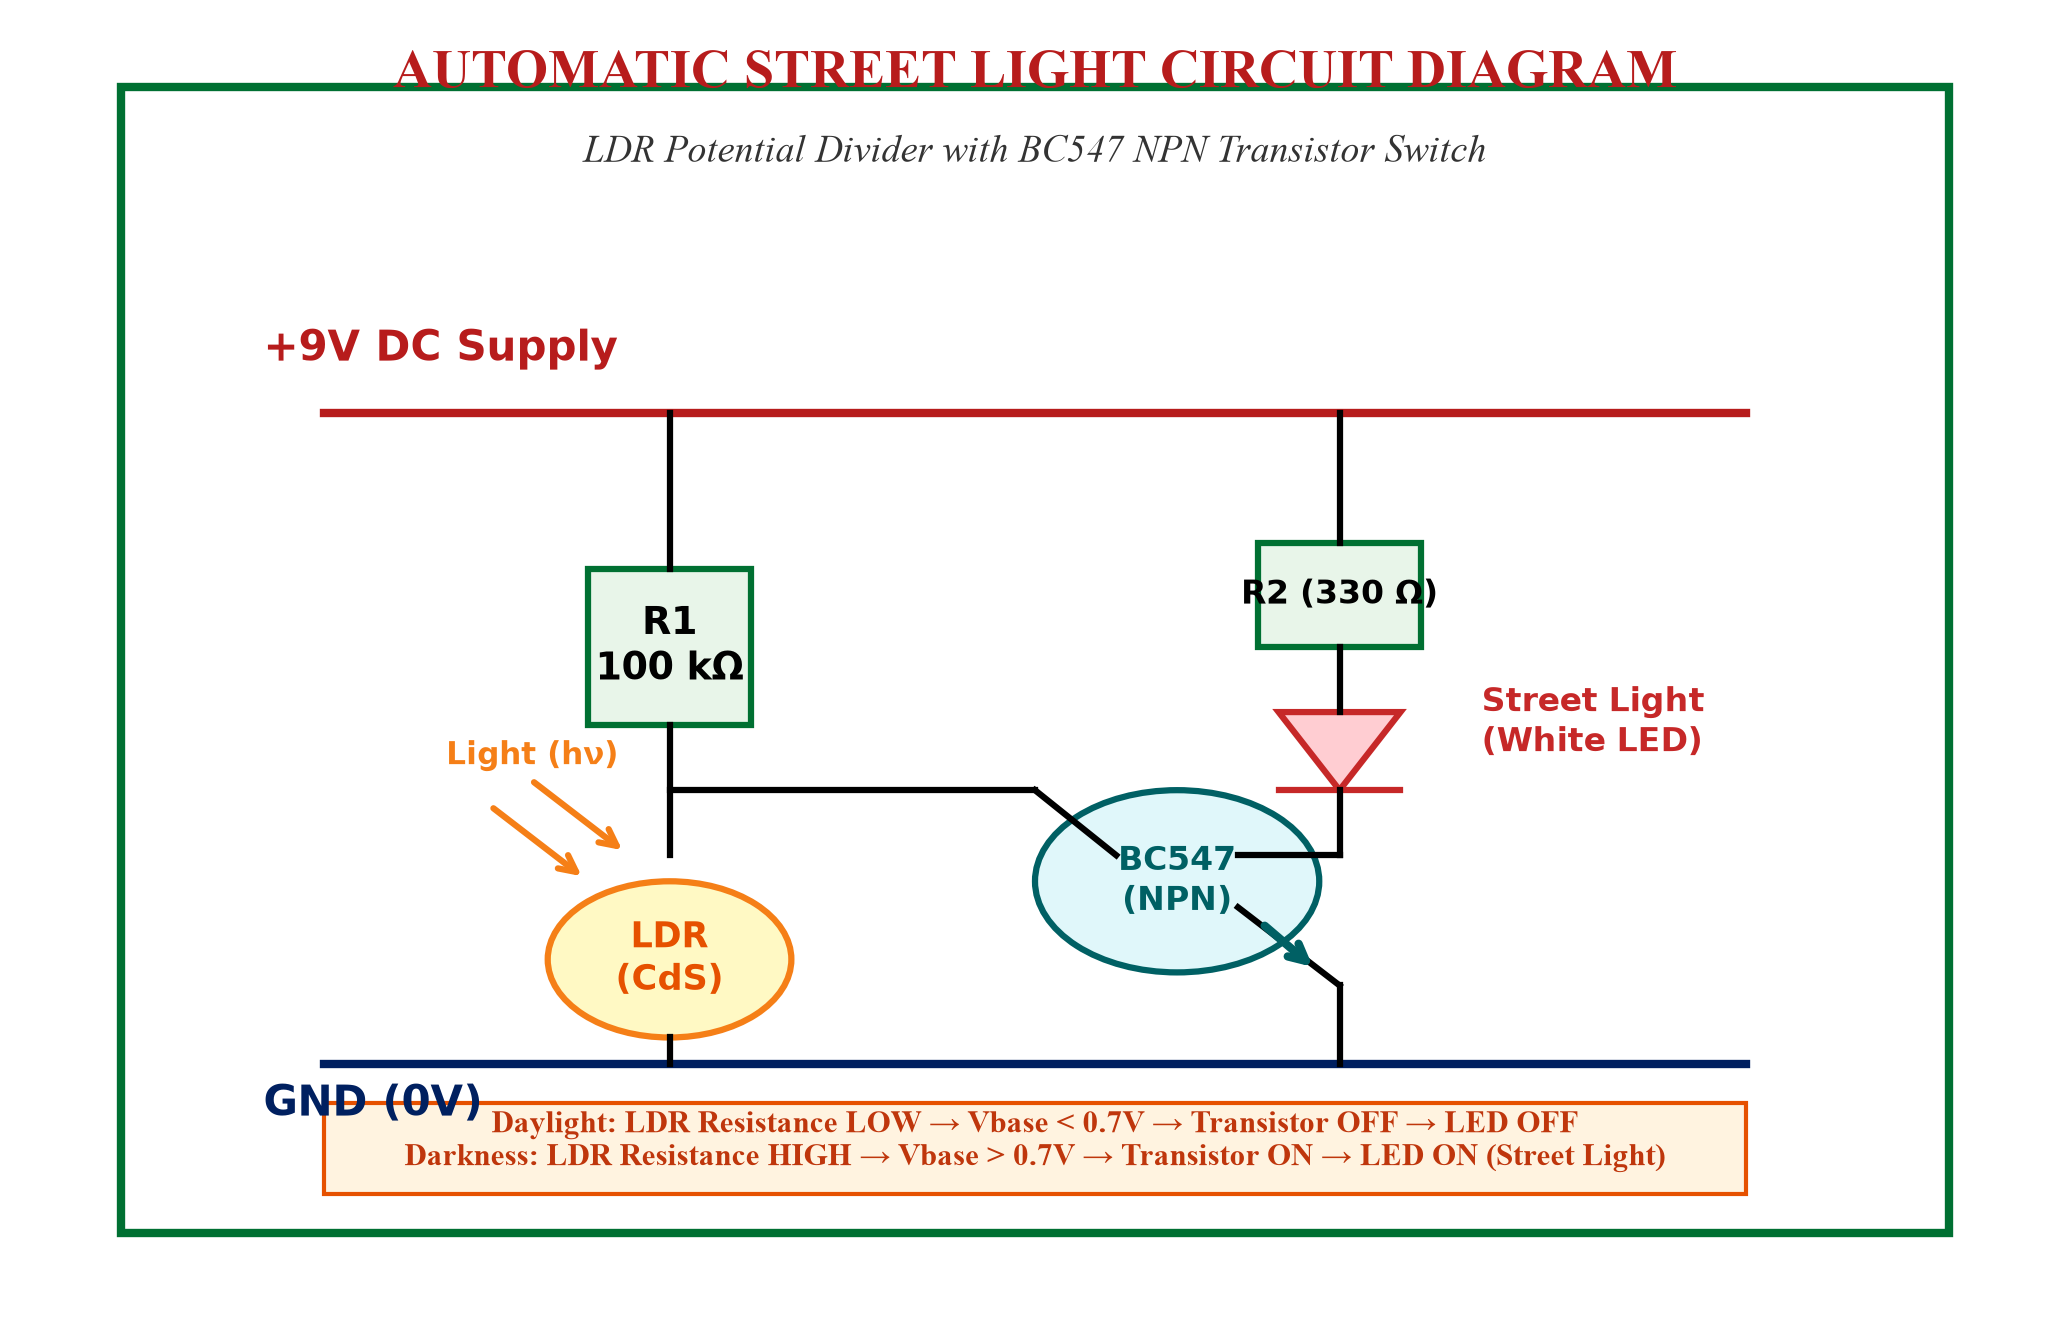 AUTOMATIC STREET LIGHT CIRCUIT DIAGRAM
LDR Potential Divider with BC547 NPN Transistor Switch
+9V DC Supply
R1
100 kΩ
R2 (330 Ω)
Street Light
(White LED)
Light (hν)
BC547
(NPN)
LDR
(CdS)
GND (0V)
Daylight: LDR Resistance LOW → Vbase < 0.7V → Transistor OFF → LED OFF
Darkness: LDR Resistance HIGH → Vbase > 0.7V → Transistor ON → LED ON (Street Light)